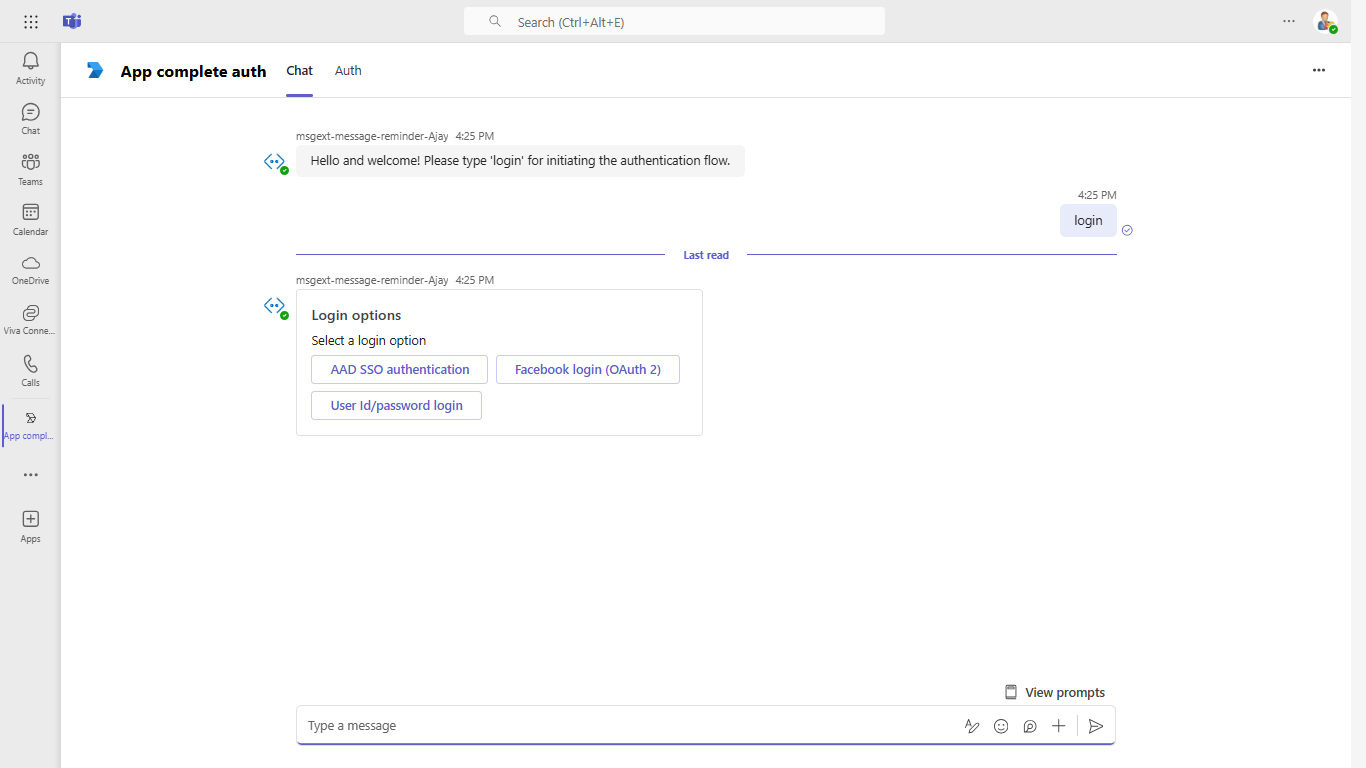 Search (Ctrl+Alt+E)
Activity
Chat
Teams
Calendar
OneDrive
Viva Conne...
Calls
App compl...
Apps
App complete auth
Chat
Auth
msgext-message-reminder-Ajay 4:25 PM
Hello and welcome! Please type 'login' for initiating the authentication flow.
4:25 PM
login
Last read
msgext-message-reminder-Ajay 4:25 PM
Login options
Select a login option
AAD SSO authentication
Facebook login (OAuth 2)
User Id/password login
View prompts
Type a message